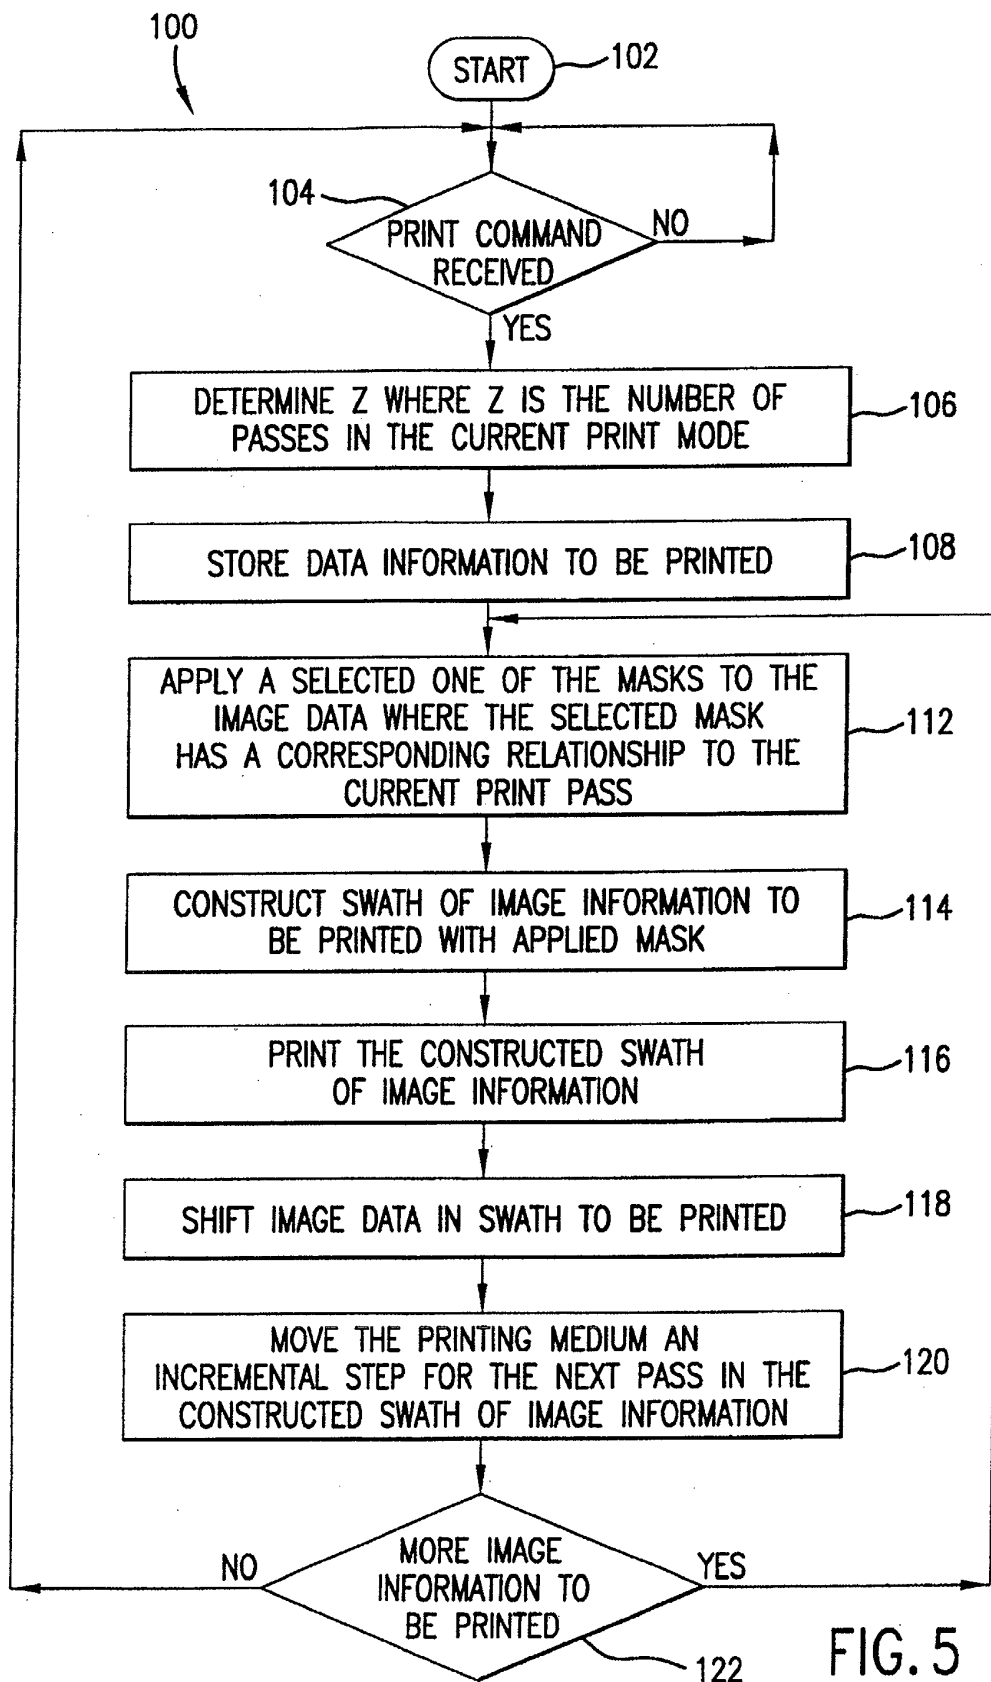 100
START
102
104
PRINT COMMAND
RECEIVED
NO
YES
DETERMINE Z WHERE Z IS THE NUMBER OF
PASSES IN THE CURRENT PRINT MODE
106
STORE DATA INFORMATION TO BE PRINTED
108
APPLY A SELECTED ONE OF THE MASKS TO THE
IMAGE DATA WHERE THE SELECTED MASK
HAS A CORRESPONDING RELATIONSHIP TO THE
CURRENT PRINT PASS
112
CONSTRUCT SWATH OF IMAGE INFORMATION TO
BE PRINTED WITH APPLIED MASK
114
PRINT THE CONSTRUCTED SWATH
OF IMAGE INFORMATION
116
SHIFT IMAGE DATA IN SWATH TO BE PRINTED
118
MOVE THE PRINTING MEDIUM AN
INCREMENTAL STEP FOR THE NEXT PASS IN THE
CONSTRUCTED SWATH OF IMAGE INFORMATION
120
NO
MORE IMAGE
INFORMATION TO
BE PRINTED
YES
122
FIG. 5